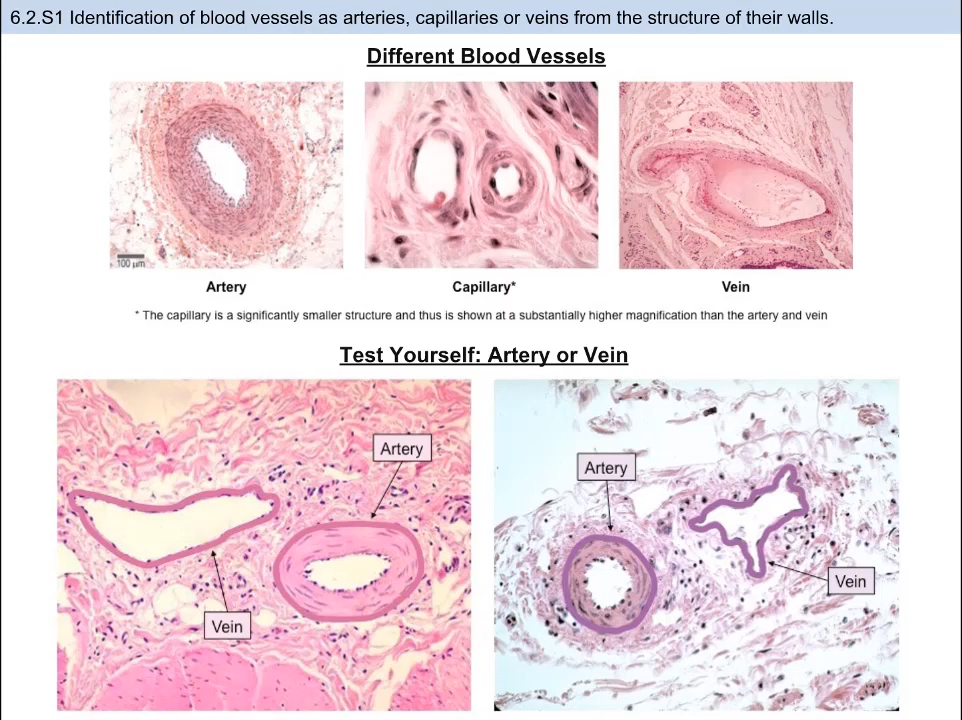 6.2.S1 Identification of blood vessels as arteries, capillaries or veins from the structure of their walls.
Different Blood Vessels
100 µm
Artery
Capillary*
Vein
* The capillary is a significantly smaller structure and thus is shown at a substantially higher magnification than the artery and vein
Test Yourself: Artery or Vein
Artery
Vein
Artery
Vein